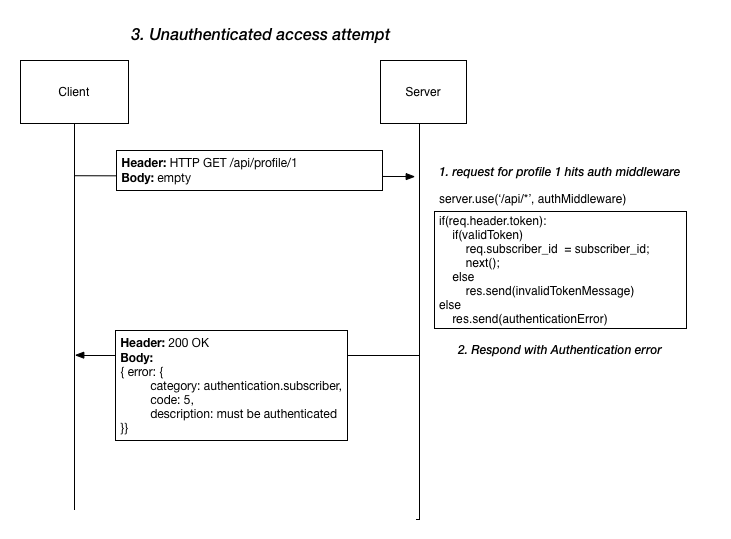 3. Unauthenticated access attempt
Client
Server
Header: HTTP GET /api/profile/1
Body: empty
1. request for profile 1 hits auth middleware
server.use(‘/api/*’, authMiddleware)
if(req.header.token):
if(validToken)
req.subscriber_id  = subscriber_id;
next();
else
res.send(invalidTokenMessage)
else
res.send(authenticationError)
Header: 200 OK
Body:
{ error: {
category: authentication.subscriber,
code: 5,
description: must be authenticated
}}
2. Respond with Authentication error